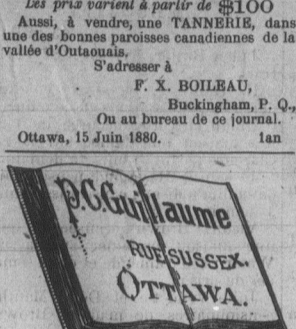 Les prix varient à partir de $100
Aussi, à vendre, une TANNERIE, dans
une des bonnes paroisses canadiennes de la
vallée d'Outaouais.
S'adresser à
F. X. BOILEAU,
Buckingham, P. Q.,
Ou au bureau de ce journal.
Ottawa, 15 Juin 1880. 1an
P.C. Guillaume
RUE SUSSEX.
OTTAWA.